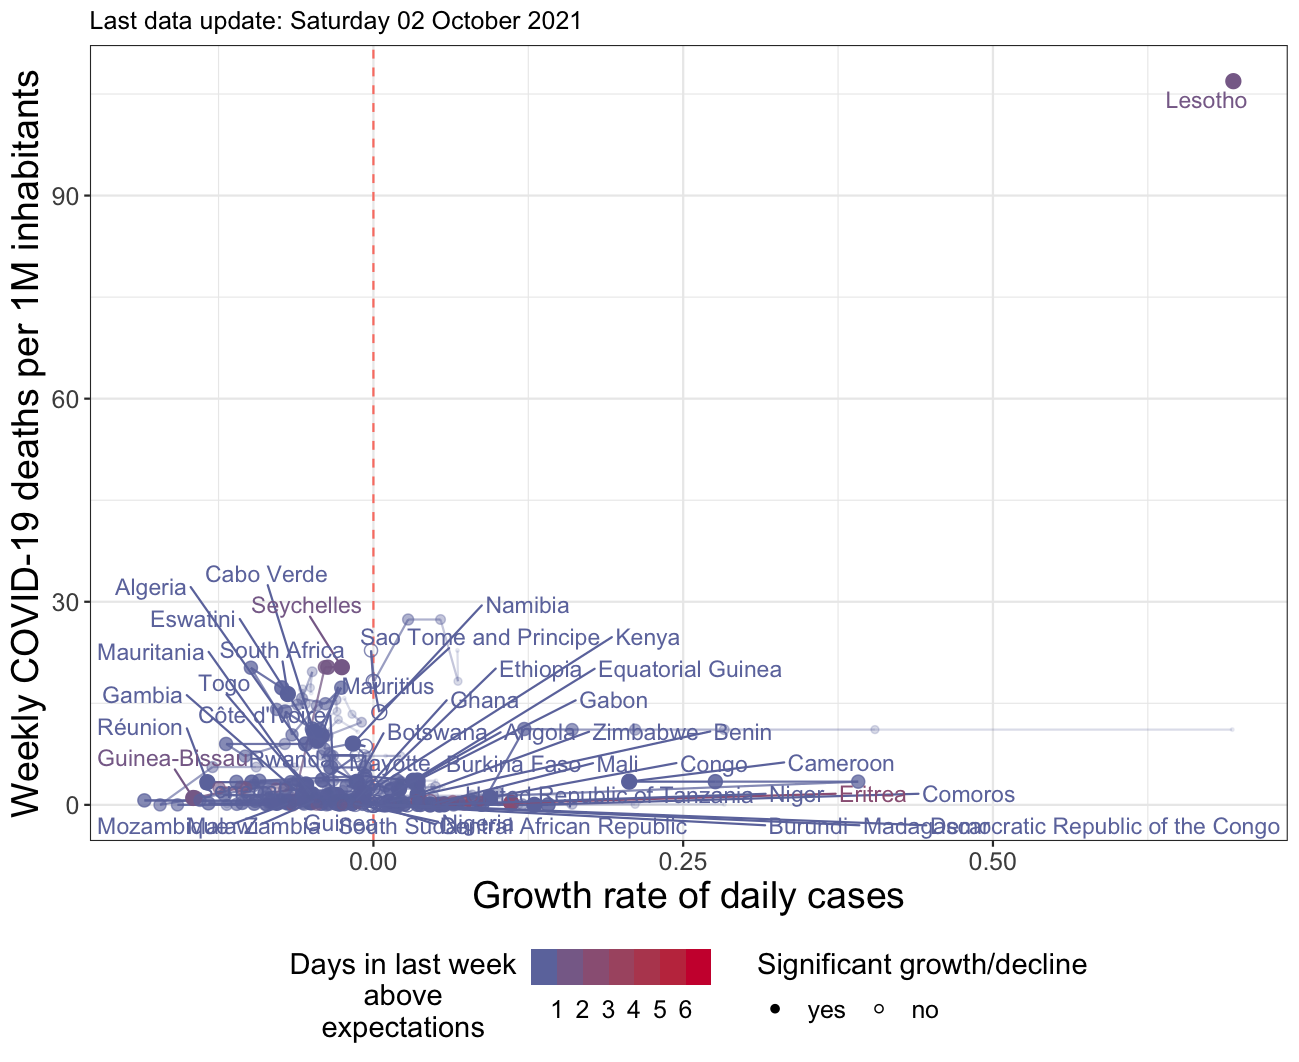 Last data update: Saturday 02 October 2021
Weekly COVID-19 deaths per 1M inhabitants
90
60
30
0
Lesotho
Cabo Verde
Algeria
Seychelles
Namibia
Eswatini
Sao Tome and Principe
Kenya
Mauritania
South Africa
Ethiopia
Equatorial Guinea
Togo
Mauritius
Gambia
Ghana
Gabon
Côte d'Ivoire
Réunion
Botswana
Angola
Zimbabwe
Benin
Guinea-Bissau
Rwanda
Mayotte
Burkina Faso
Mali
Congo
Cameroon
United Republic of Tanzania
Niger
Eritrea
Comoros
Mozambique
Malawi
Zambia
Guinea
South Sudan
Nigeria
Central African Republic
Burundi
Madagascar
Democratic Republic of the Congo
0.00
0.25
0.50
Growth rate of daily cases
Days in last week
above
expectations
1 2 3 4 5 6
Significant growth/decline
yes
no